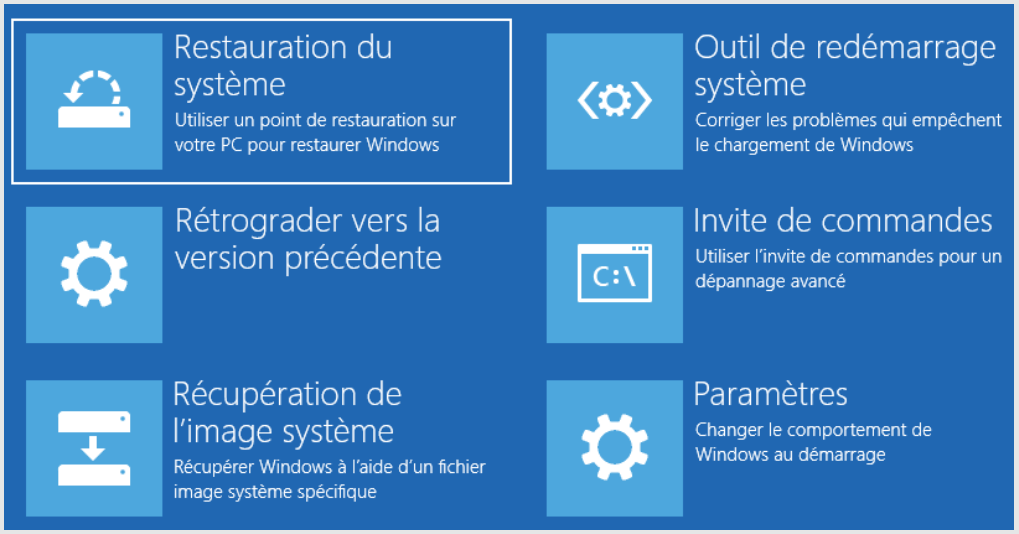 Restauration du
système
Utiliser un point de restauration sur
votre PC pour restaurer Windows
Outil de redémarrage
système
Corriger les problèmes qui empêchent
le chargement de Windows
Rétrograder vers la
version précédente
Invite de commandes
Utiliser l'invite de commandes pour un
dépannage avancé
C:\
Récupération de
l'image système
Récupérer Windows à l'aide d'un fichier
image système spécifique
Paramètres
Changer le comportement de
Windows au démarrage